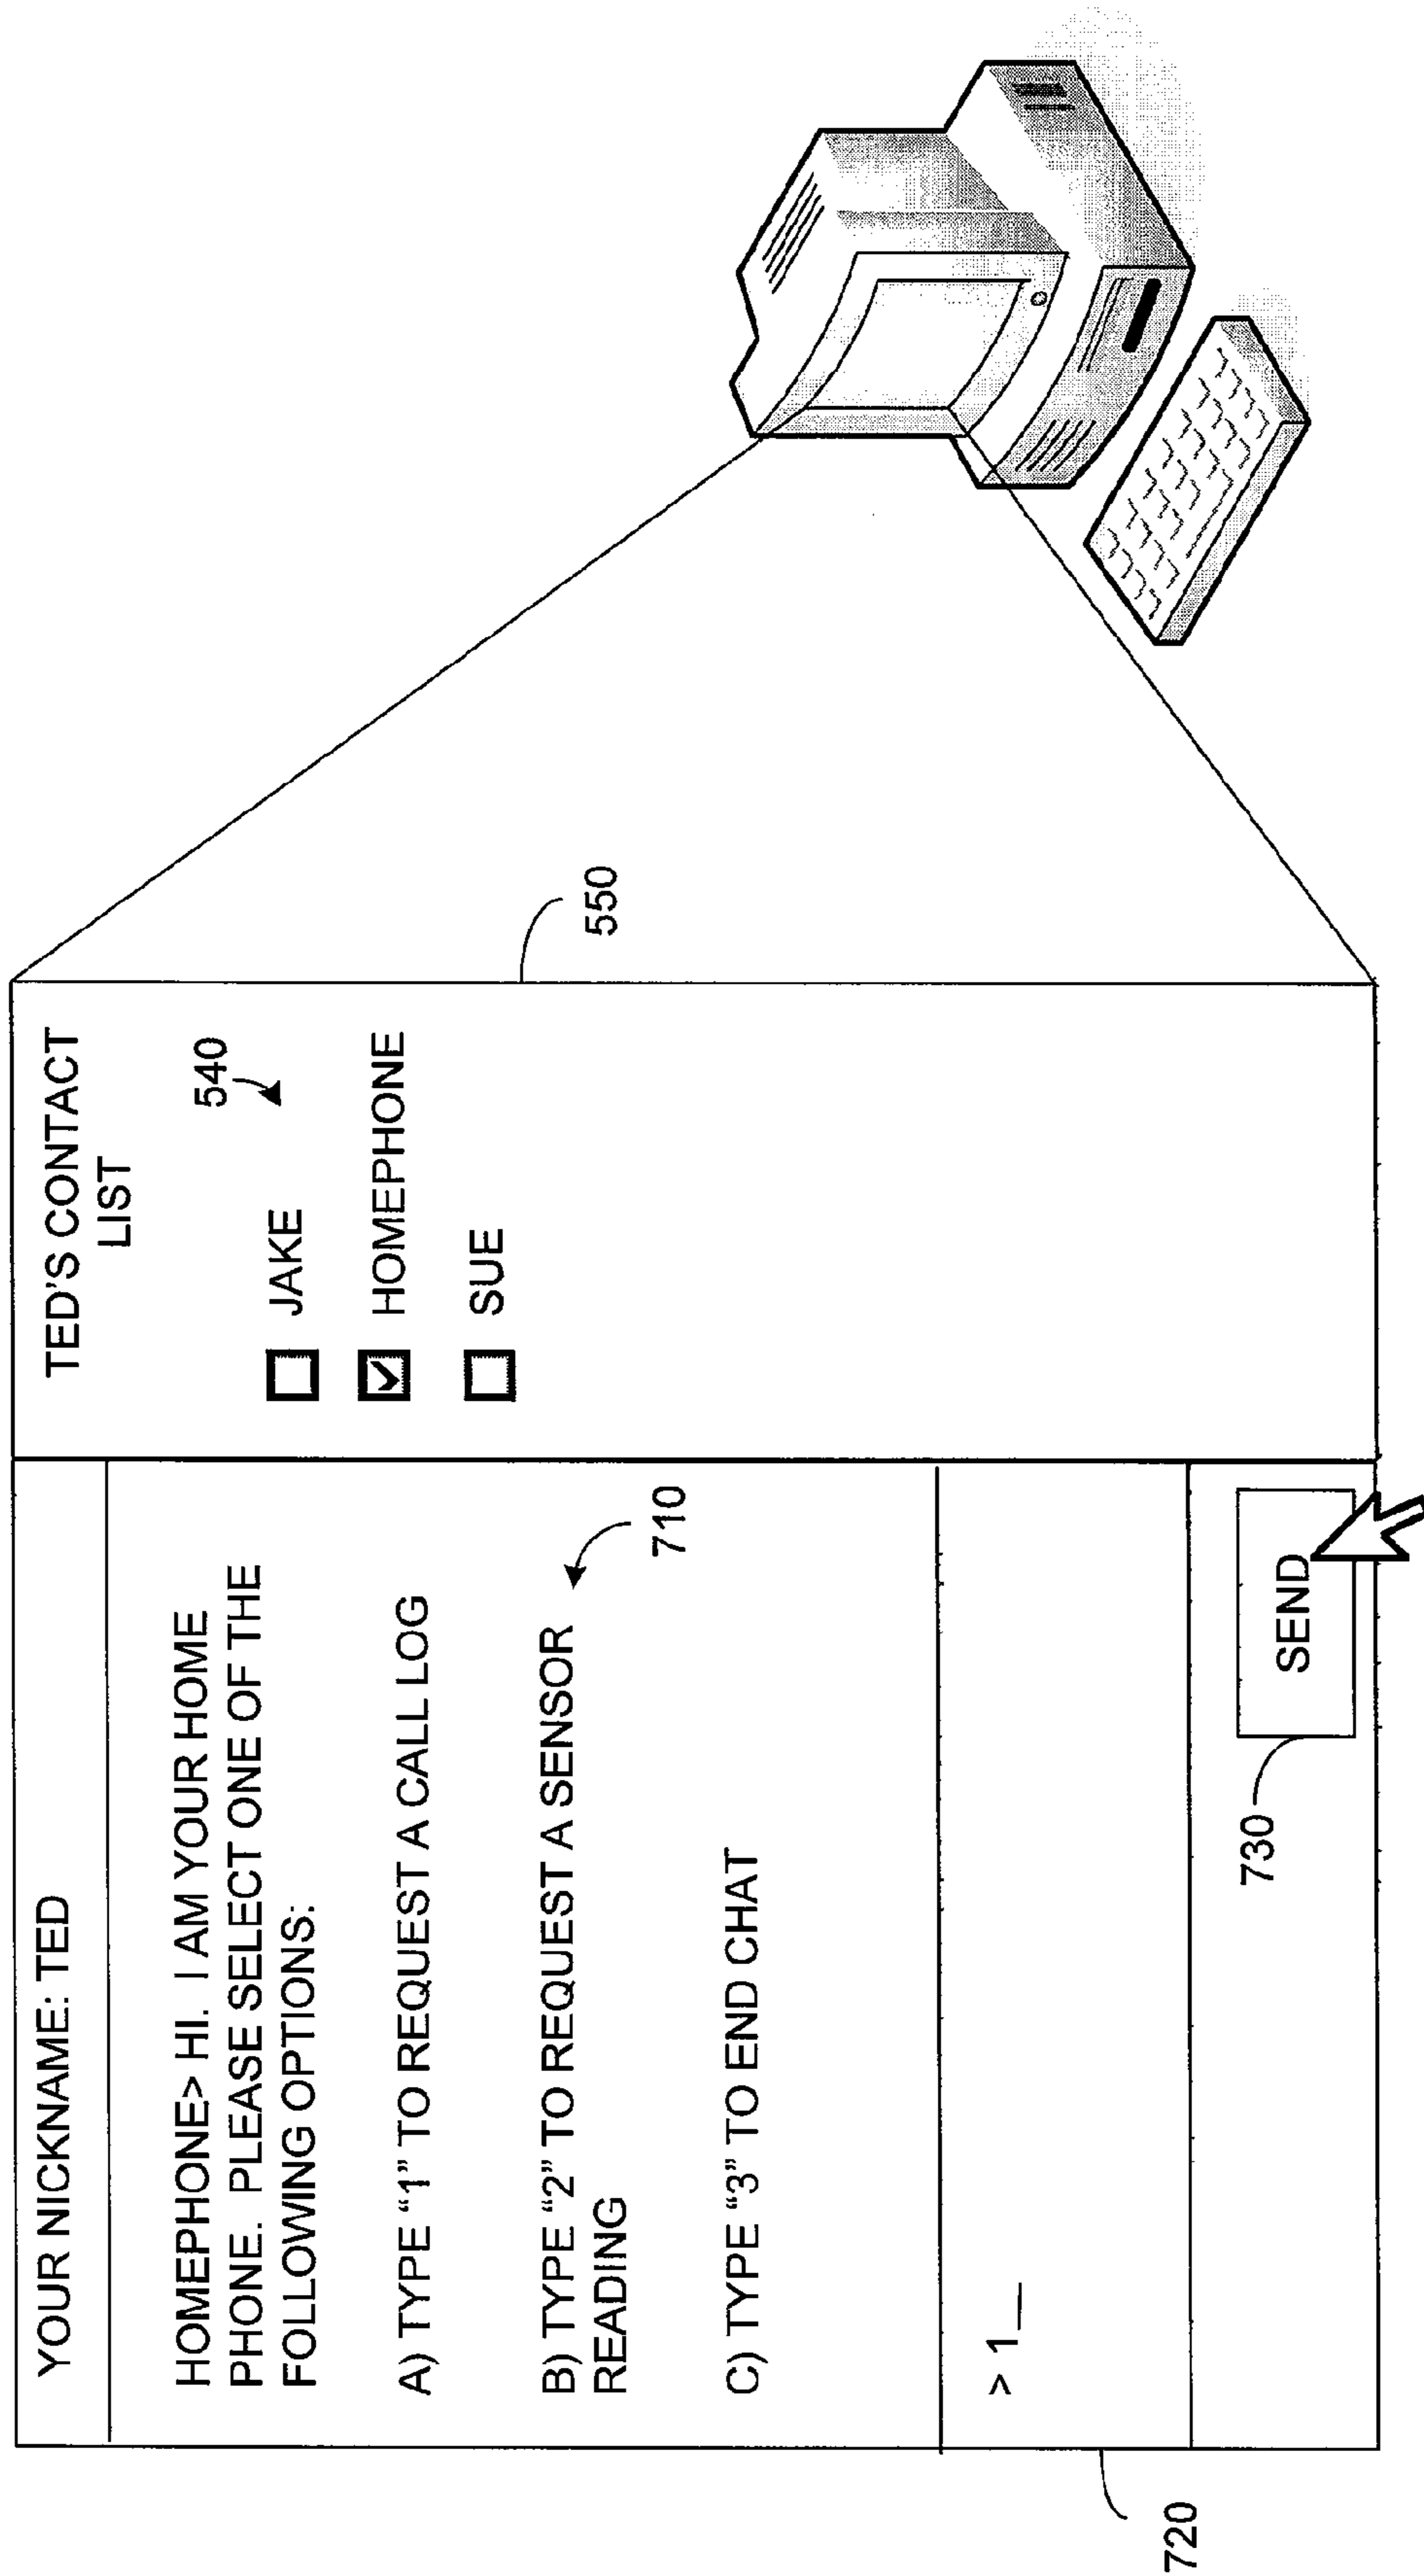 YOUR NICKNAME: TED
HOMEPHONE> HI. I AM YOUR HOME
PHONE. PLEASE SELECT ONE OF THE
FOLLOWING OPTIONS:
A) TYPE “1” TO REQUEST A CALL LOG
B) TYPE “2” TO REQUEST A SENSOR
READING
710
C) TYPE “3” TO END CHAT
> 1_
720
730
SEND
TED'S CONTACT
LIST
540
JAKE
HOMEPHONE
SUE
550